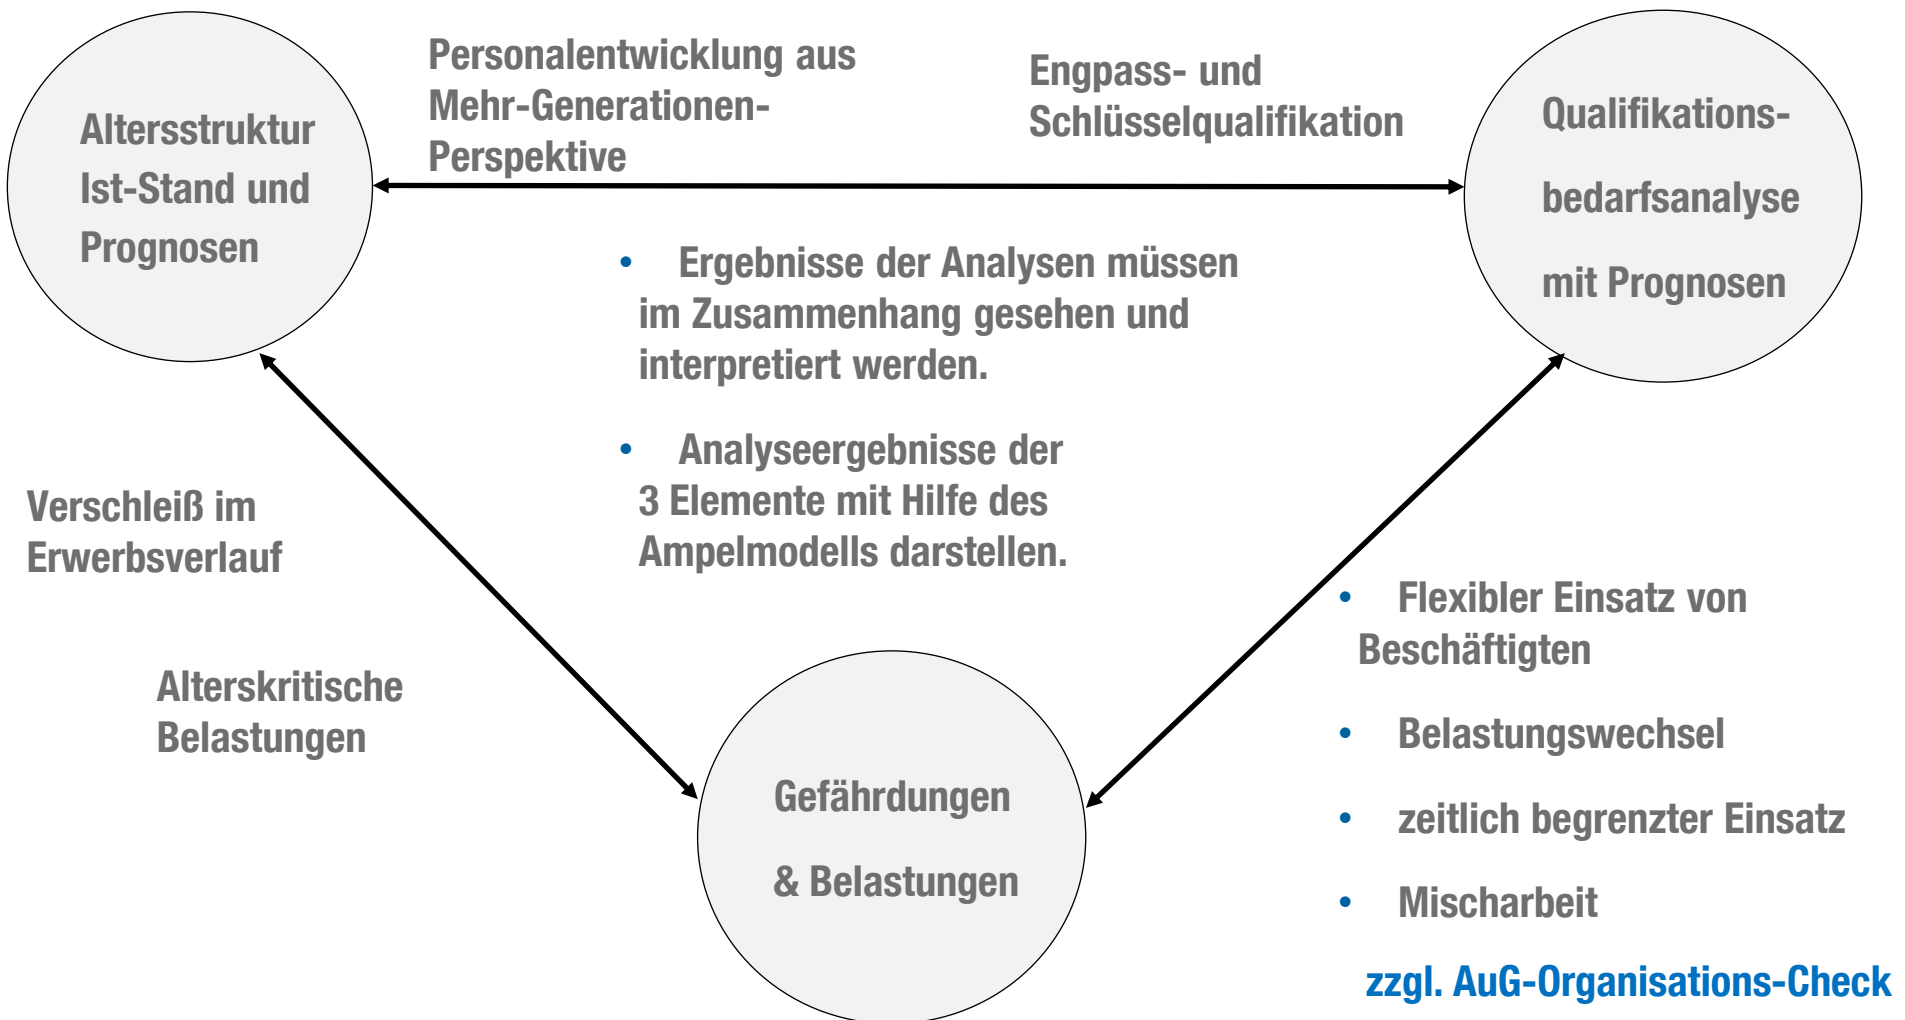 Altersstruktur
Ist-Stand und
Prognosen
Personalentwicklung aus
Mehr-Generationen-
Perspektive
Engpass- und
Schlüsselqualifikation
Qualifikations-
bedarfsanalyse
mit Prognosen
• Ergebnisse der Analysen müssen
im Zusammenhang gesehen und
interpretiert werden.
• Analyseergebnisse der
3 Elemente mit Hilfe des
Ampelmodells darstellen.
Verschleiß im
Erwerbsverlauf
Alterskritische
Belastungen
Gefährdungen
& Belastungen
• Flexibler Einsatz von
Beschäftigten
• Belastungswechsel
• zeitlich begrenzter Einsatz
• Mischarbeit
zzgl. AuG-Organisations-Check